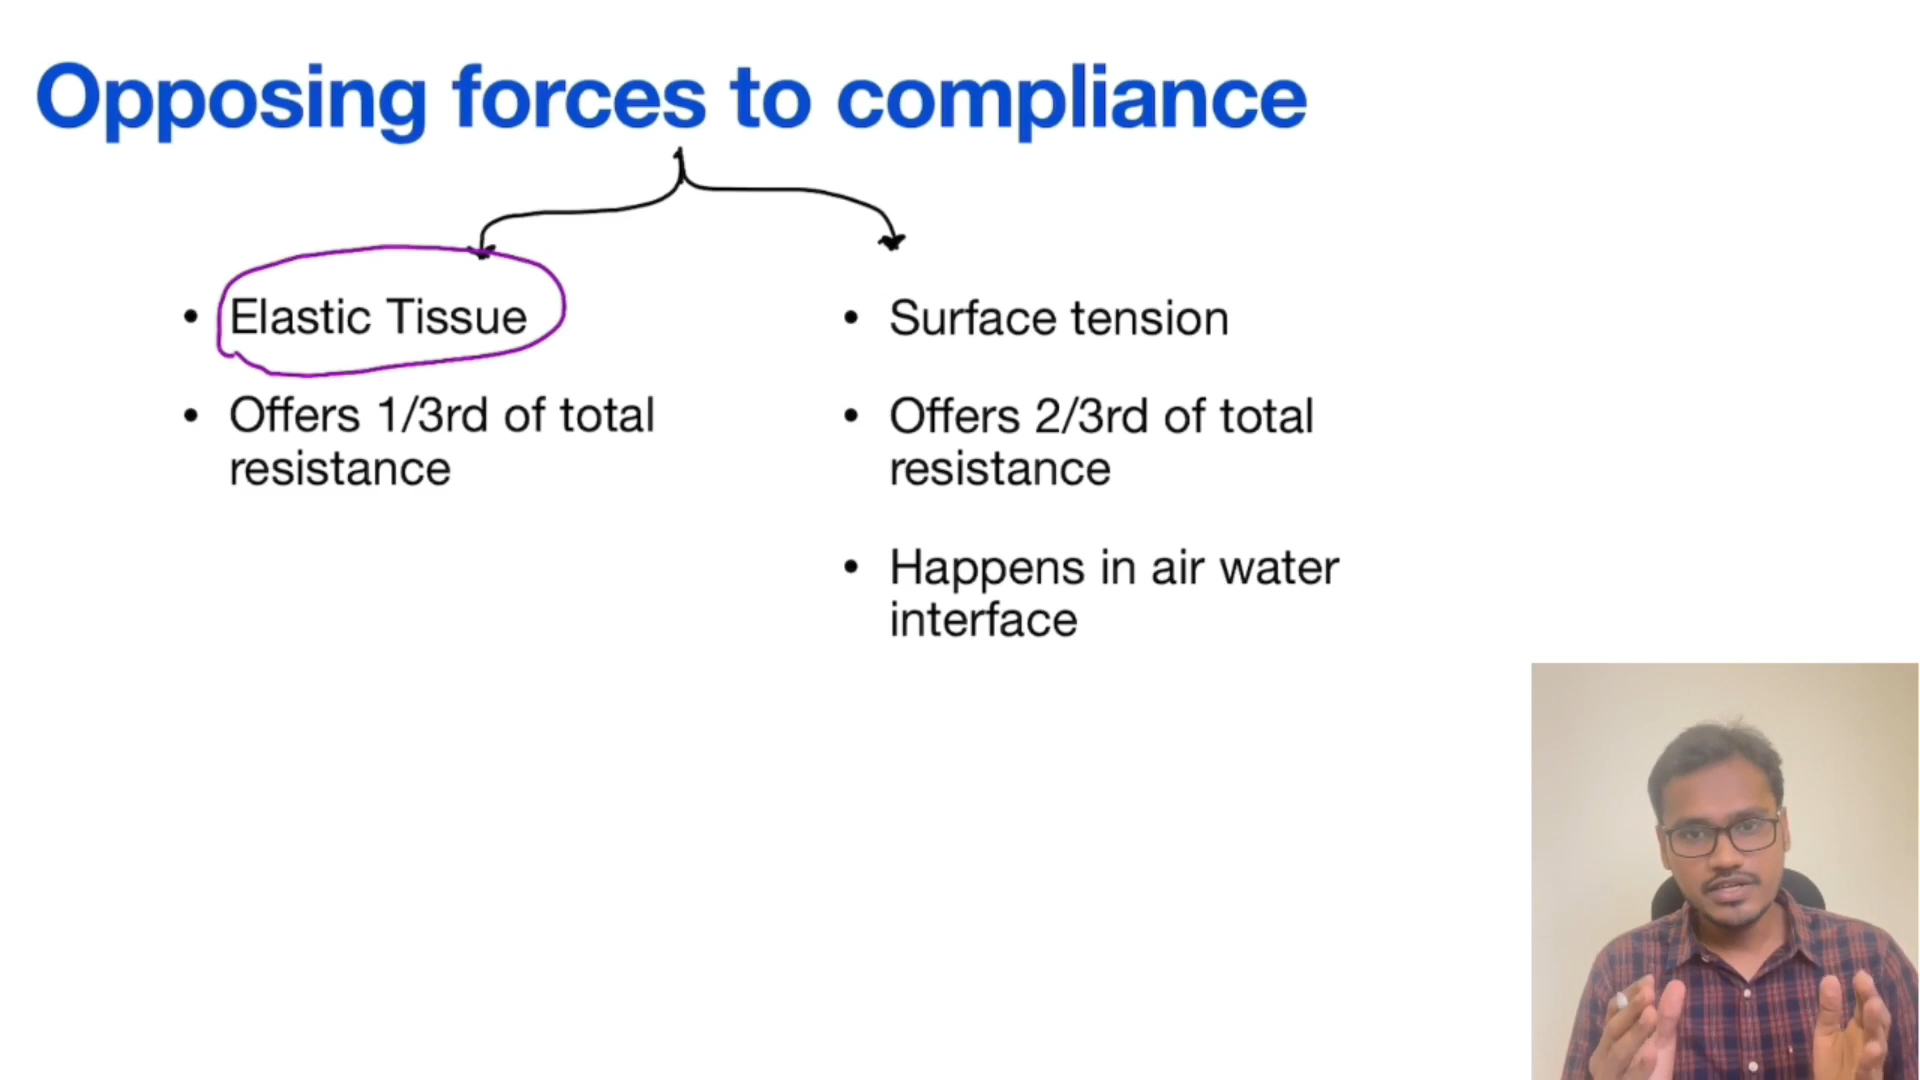 Opposing forces to compliance
• Elastic Tissue
• Offers 1/3rd of total
resistance
• Surface tension
• Offers 2/3rd of total
resistance
• Happens in air water
interface